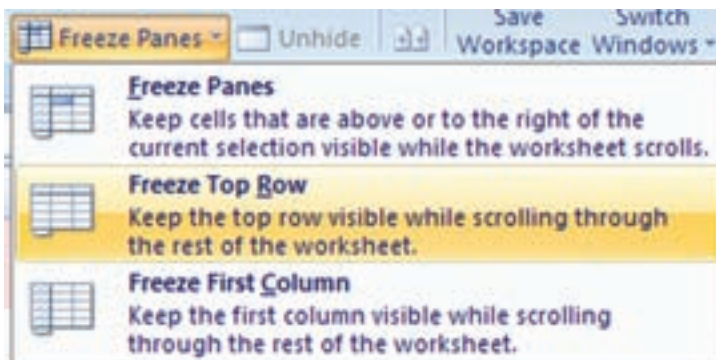 Freeze Panes Unhide Save Switch
Workspace Windows
Freeze Panes
Keep cells that are above or to the right of the
current selection visible while the worksheet scrolls.
Freeze Top Row
Keep the top row visible while scrolling through
the rest of the worksheet.
Freeze First Column
Keep the first column visible while scrolling
through the rest of the worksheet.